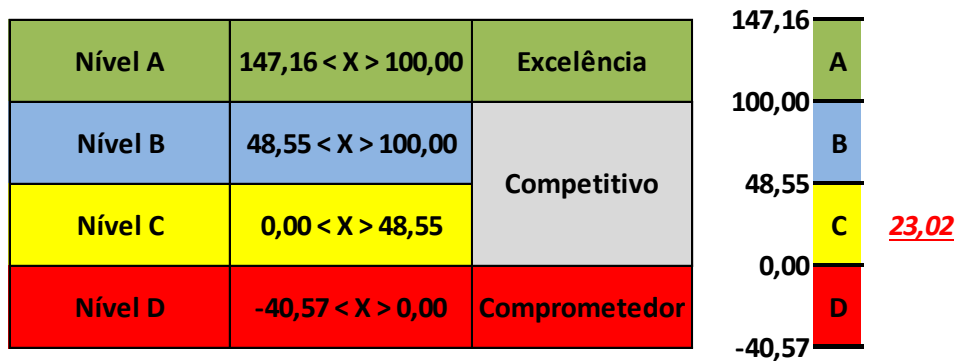 Nível A 147,16 < X > 100,00 Excelência
Nível B 48,55 < X > 100,00
Competitivo
Nível C 0,00 < X > 48,55
Nível D -40,57 < X > 0,00 Comprometedor
147,16
A
100,00
B
48,55
C 23,02
0,00
D
-40,57